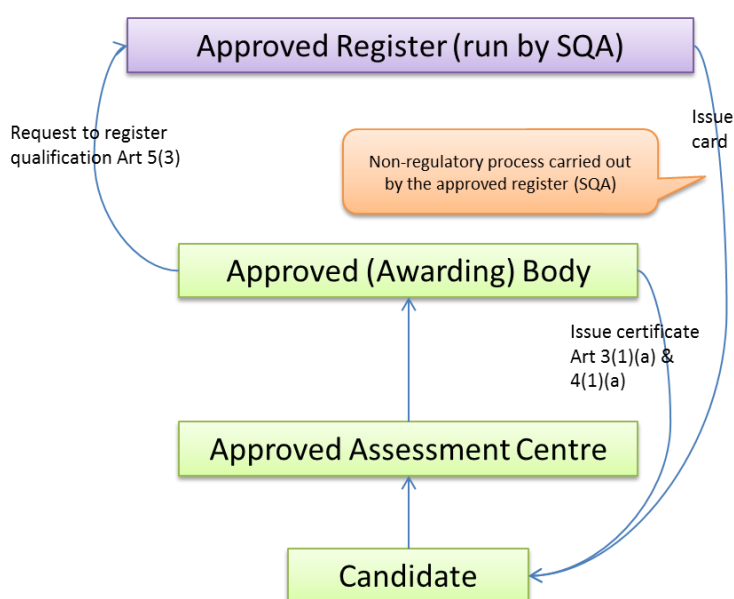 Approved Register (run by SQA)
Request to register
qualification Art 5(3)
Issue
card
Non-regulatory process carried out
by the approved register (SQA)
Approved (Awarding) Body
Issue certificate
Art 3(1)(a) &
4(1)(a)
Approved Assessment Centre
Candidate